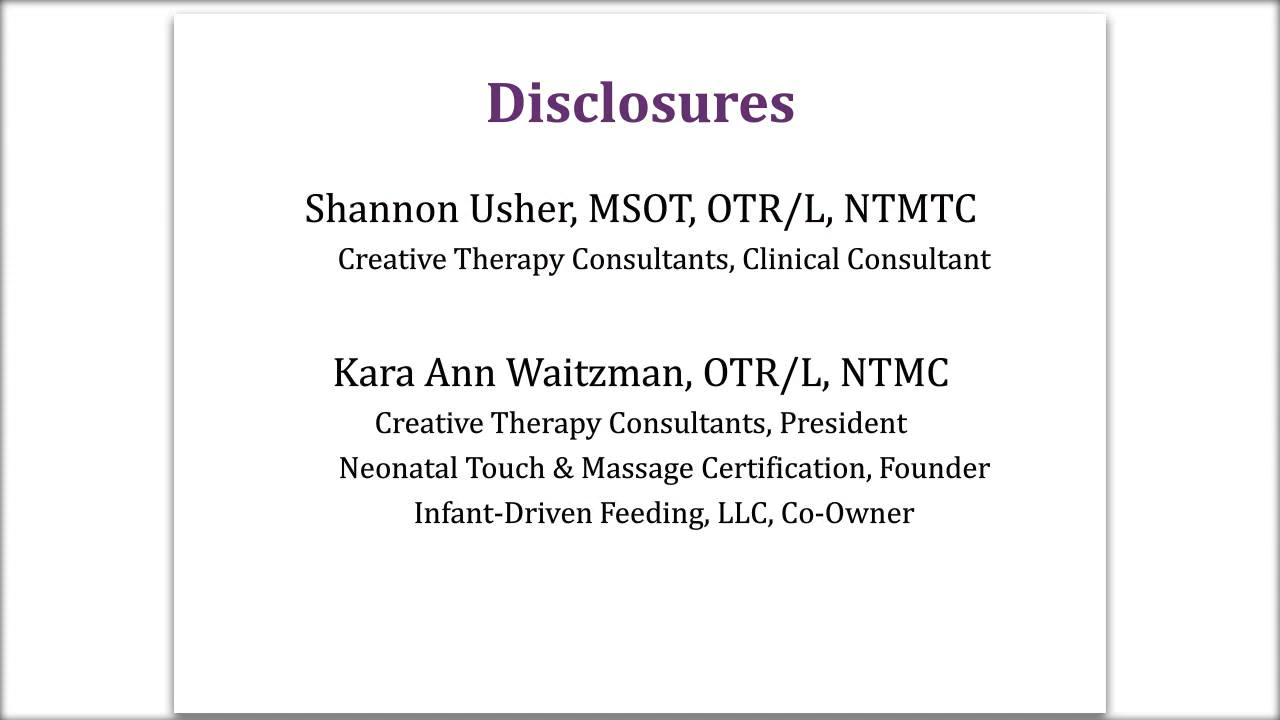 Disclosures
Shannon Usher, MSOT, OTR/L, NTMTC
Creative Therapy Consultants, Clinical Consultant
Kara Ann Waitzman, OTR/L, NTMC
Creative Therapy Consultants, President
Neonatal Touch & Massage Certification, Founder
Infant-Driven Feeding, LLC, Co-Owner